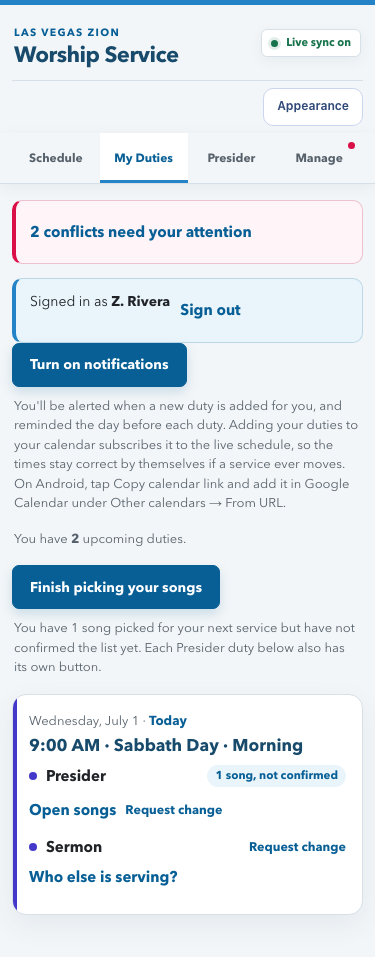 LAS VEGAS ZION
Worship Service
Live sync on
Appearance
Schedule
My Duties
Presider
Manage
2 conflicts need your attention
Signed in as Z. Rivera Sign out
Turn on notifications
You'll be alerted when a new duty is added for you, and
reminded the day before each duty. Adding your duties to
your calendar subscribes it to the live schedule, so the
times stay correct by themselves if a service ever moves.
On Android, tap Copy calendar link and add it in Google
Calendar under Other calendars → From URL.
You have 2 upcoming duties.
Finish picking your songs
You have 1 song picked for your next service but have not
confirmed the list yet. Each Presider duty below also has
its own button.
Wednesday, July 1 · Today
9:00 AM · Sabbath Day · Morning
Presider
1 song, not confirmed
Open songs Request change
Sermon
Request change
Who else is serving?